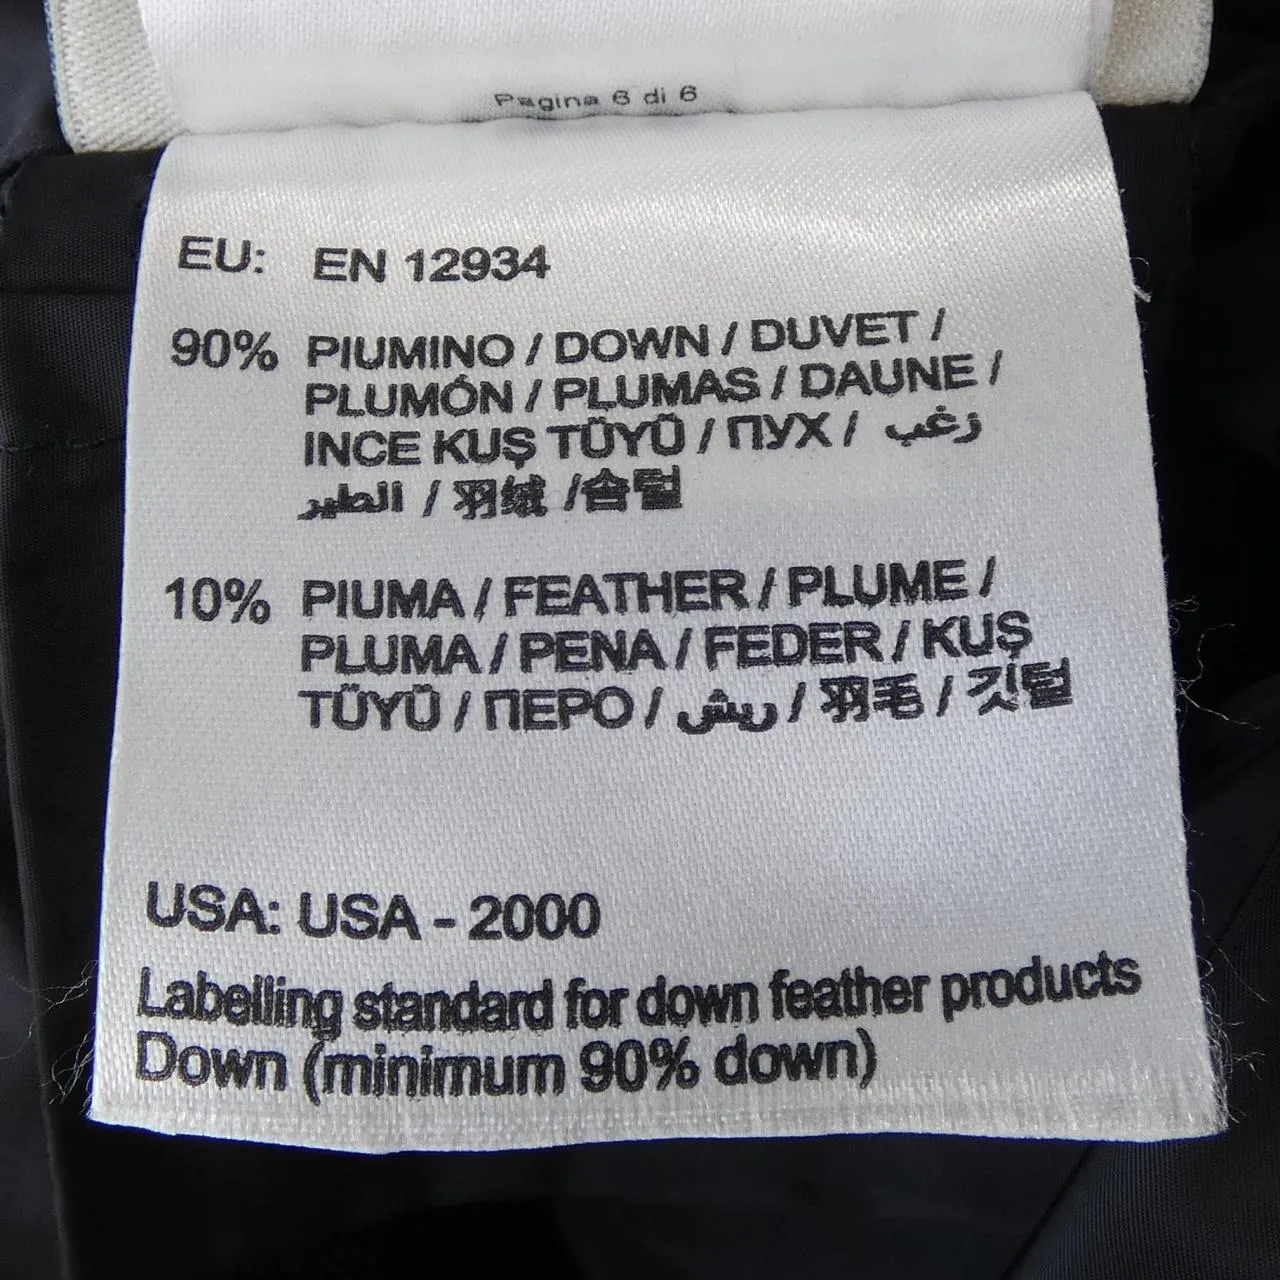 Pagina 6 di 6
EU: EN 12934
90% PIUMINO / DOWN / DUVET /
PLUMÓN / PLUMAS / DAUNE /
INCE KUŞ TÜYÜ / ПУХ / زغب
الطير / 羽绒 /솜털
10% PIUMA / FEATHER / PLUME /
PLUMA / PENA / FEDER / KUŞ
TÜYÜ / ПЕРО / ريش / 羽毛 / 깃털
USA: USA - 2000
Labelling standard for down feather products
Down (minimum 90% down)